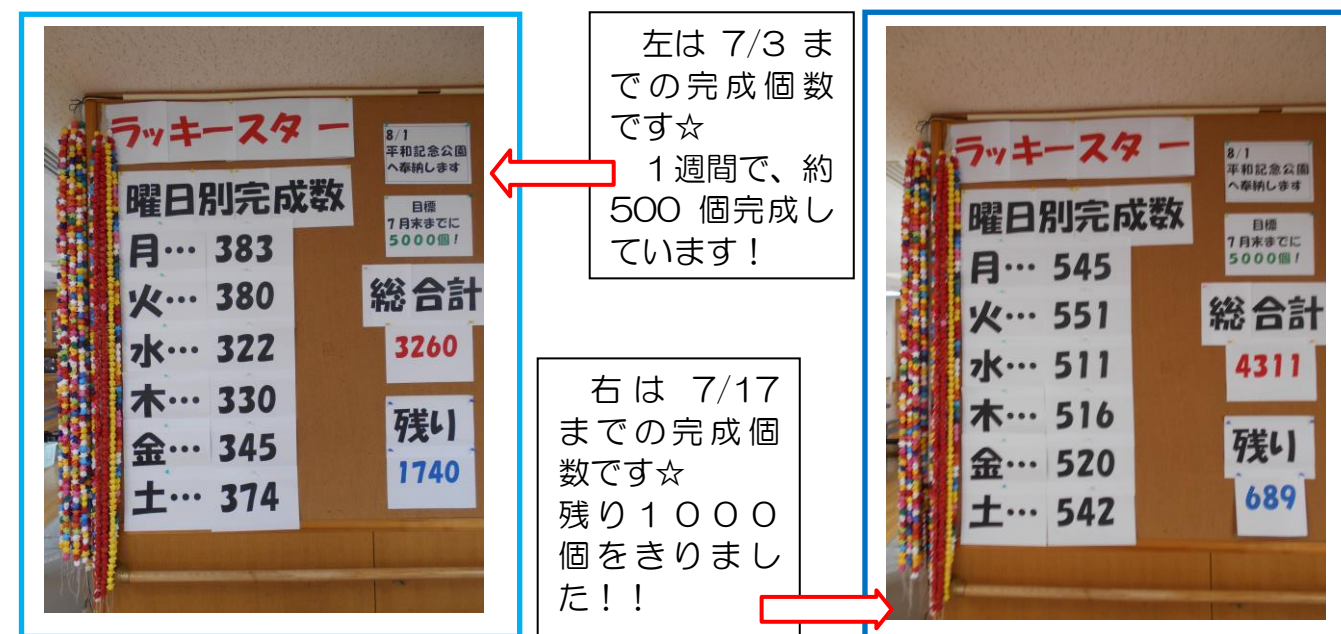 ラッキースター
8/1
平和記念公園
へ奉納します
曜日別完成数
目標
7月末までに
5000個!
月… 383
火… 380
水… 322
木… 330
金… 345
土… 374
総合計
3260
残り
1740
左は 7/3 ま
での完成個数
です☆
1週間で、約
500 個完成し
ています!
右は 7/17
までの完成個
数です☆
残り1000
個をきりまし
た!!
ラッキースター
8/1
平和記念公園
へ奉納します
曜日別完成数
目標
7月末までに
5000個!
月… 545
火… 551
水… 511
木… 516
金… 520
土… 542
総合計
4311
残り
689